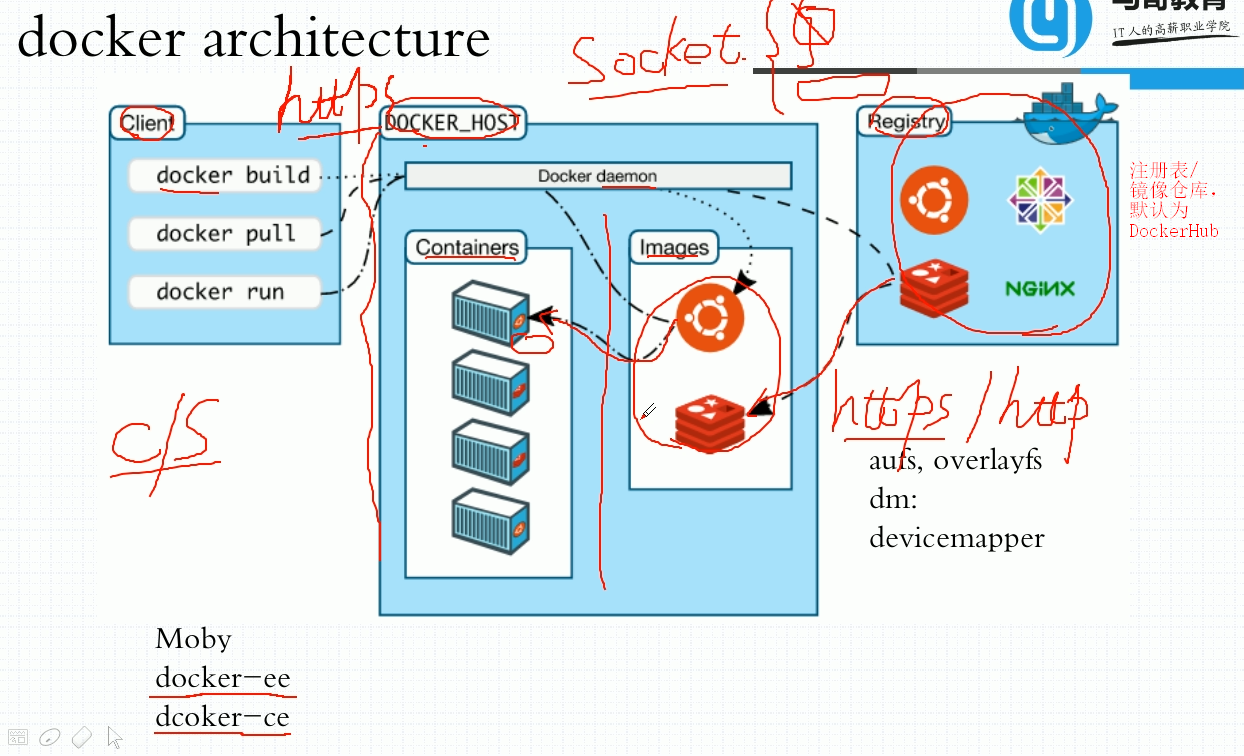 docker architecture
Socket
IT人的高薪职业学院
https
Client
DOCKER_HOST
Registry
docker build
Docker daemon
docker pull
Containers
Images
docker run
NGiNX
注册表/
镜像仓库,
默认为
DockerHub
C/S
https/http
aufs, overlayfs
dm:
devicemapper
Moby
docker-ee
dcoker-ce